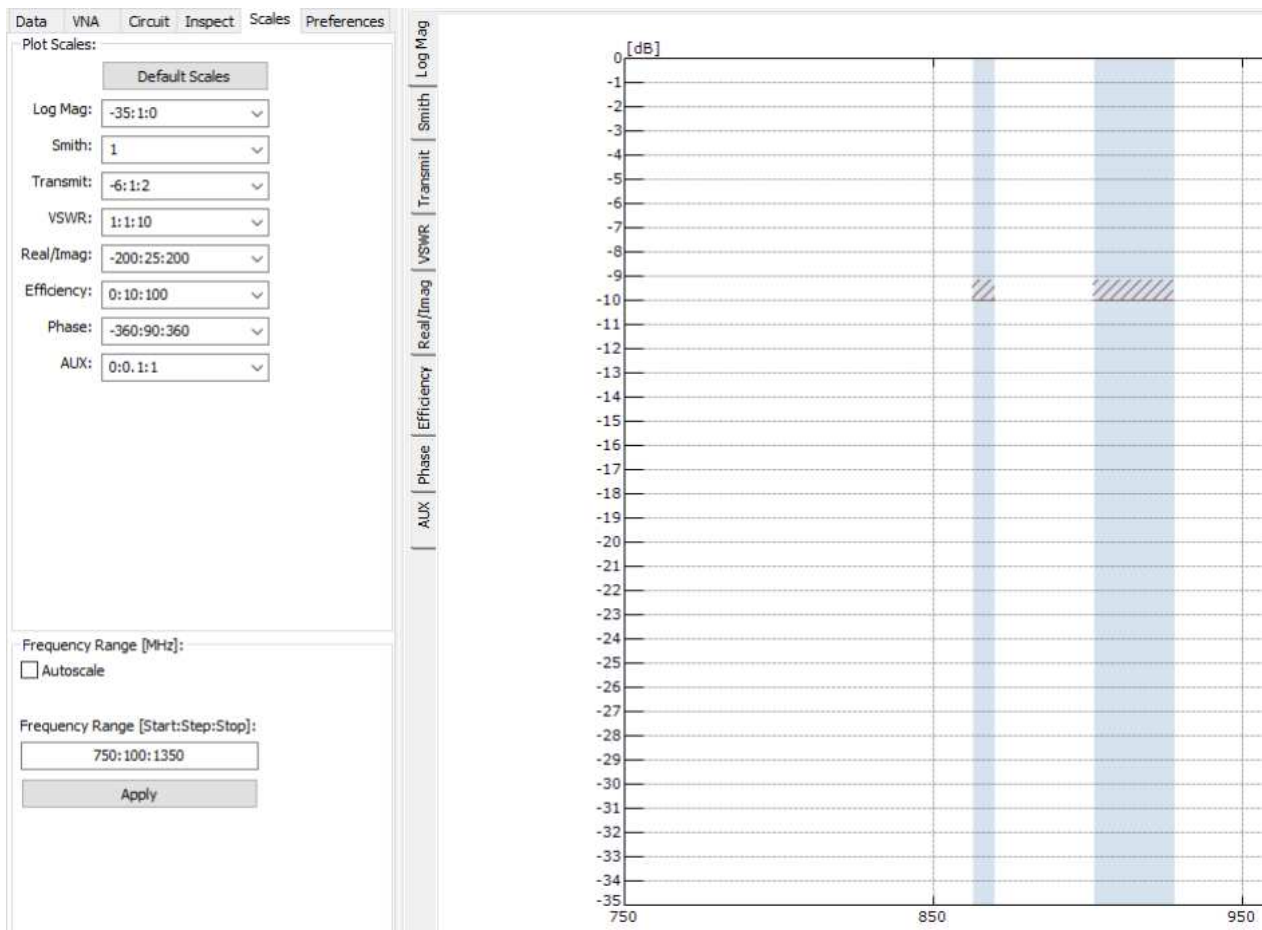 Data VNA Circuit Inspect Scales Preferences
Plot Scales:
Default Scales
Log Mag: -35:1:0
Smith: 1
Transmit: -6:1:2
VSWR: 1:1:10
Real/Imag: -200:25:200
Efficiency: 0:10:100
Phase: -360:90:360
AUX: 0:0.1:1
Frequency Range [MHz]:
Autoscale
Frequency Range [Start:Step:Stop]:
750:100:1350
Apply
Log Mag
Smith
Transmit
VSWR
Real/Imag
Efficiency
Phase
AUX
[dB]
0
-1
-2
-3
-4
-5
-6
-7
-8
-9
-10
-11
-12
-13
-14
-15
-16
-17
-18
-19
-20
-21
-22
-23
-24
-25
-26
-27
-28
-29
-30
-31
-32
-33
-34
-35
750 850 950